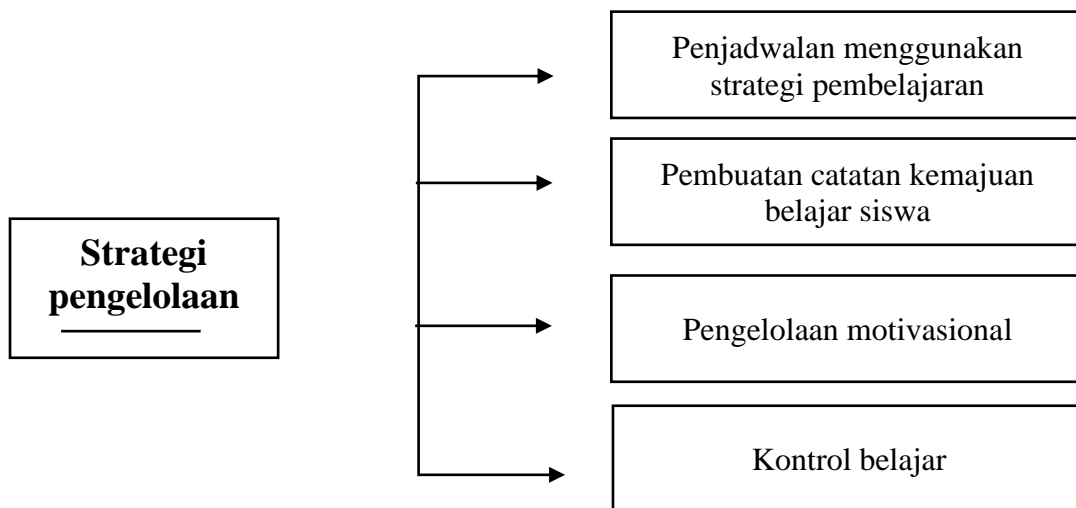 Penjadwalan menggunakan
strategi pembelajaran
Pembuatan catatan kemajuan
belajar siswa
Strategi
pengelolaan
Pengelolaan motivasional
Kontrol belajar